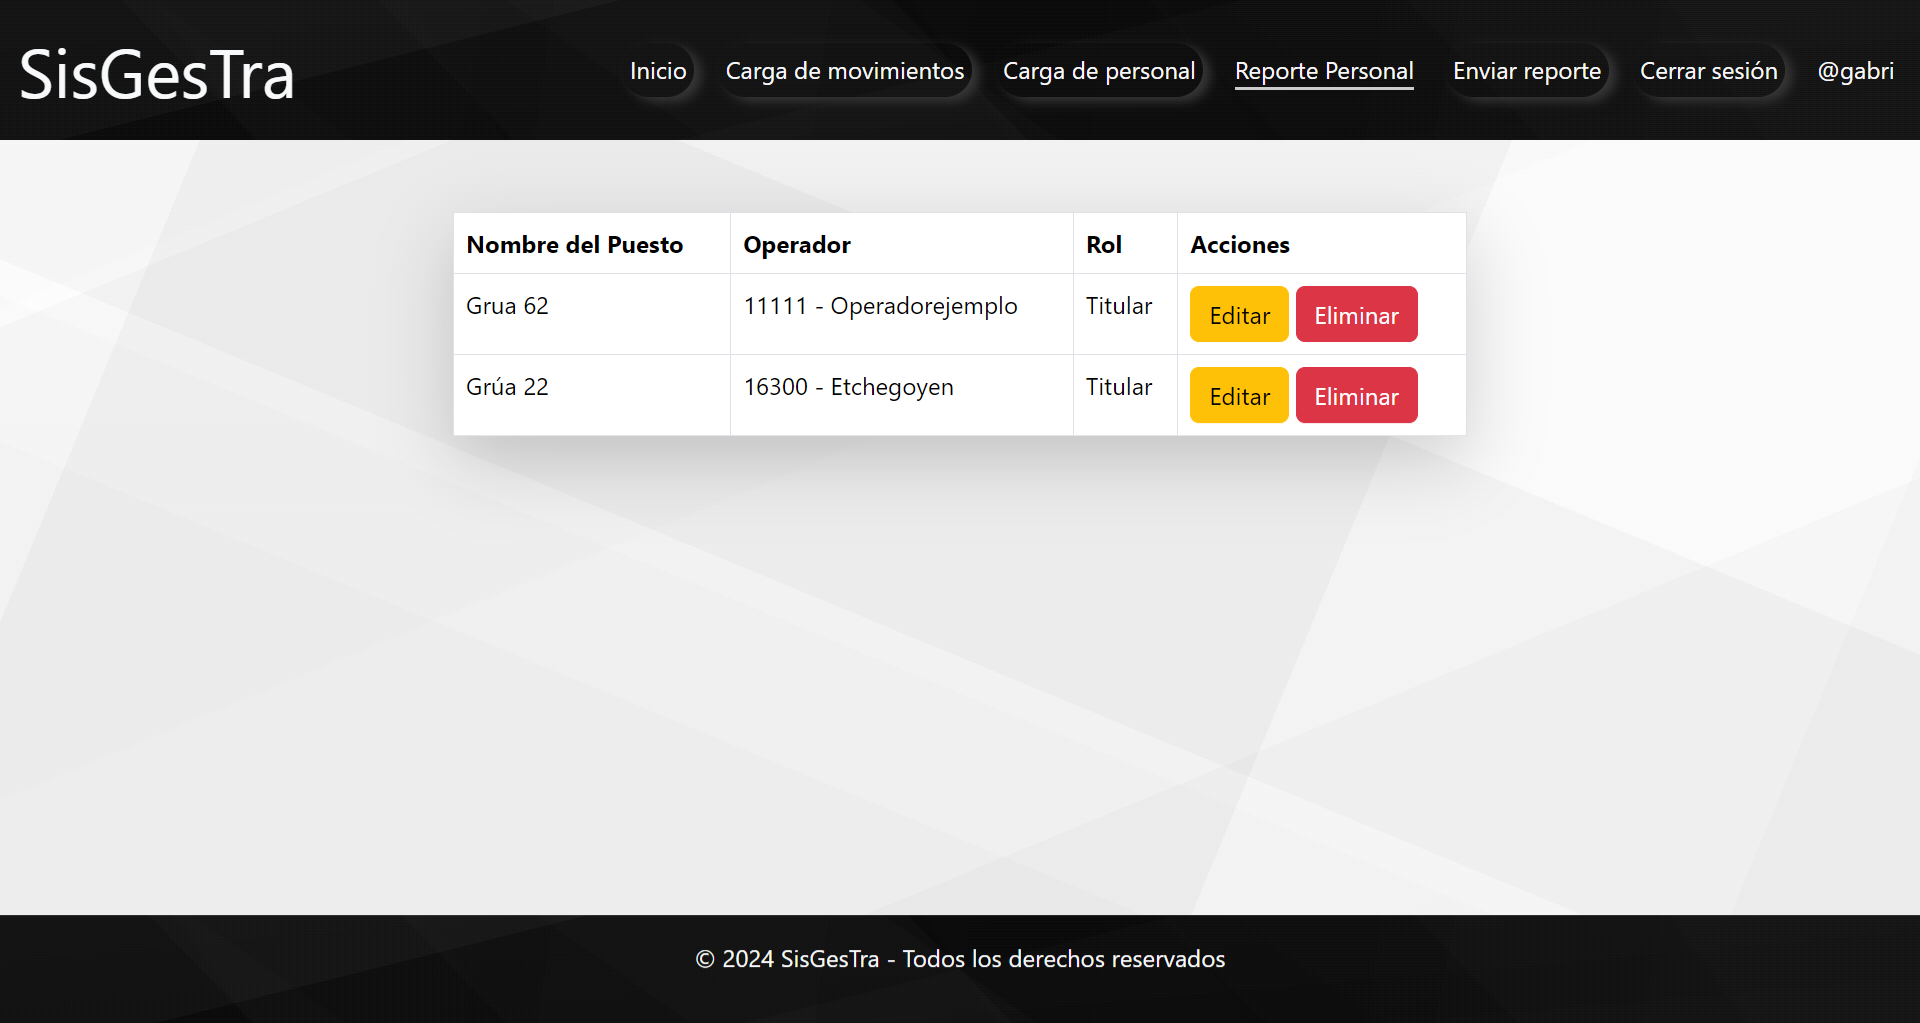 SisGesTra
Inicio Carga de movimientos Carga de personal Reporte Personal Enviar reporte Cerrar sesión @gabri
Nombre del Puesto Operador Rol Acciones
Grua 62 11111 - Operadorejemplo Titular Editar Eliminar
Grúa 22 16300 - Etchegoyen Titular Editar Eliminar
© 2024 SisGesTra - Todos los derechos reservados